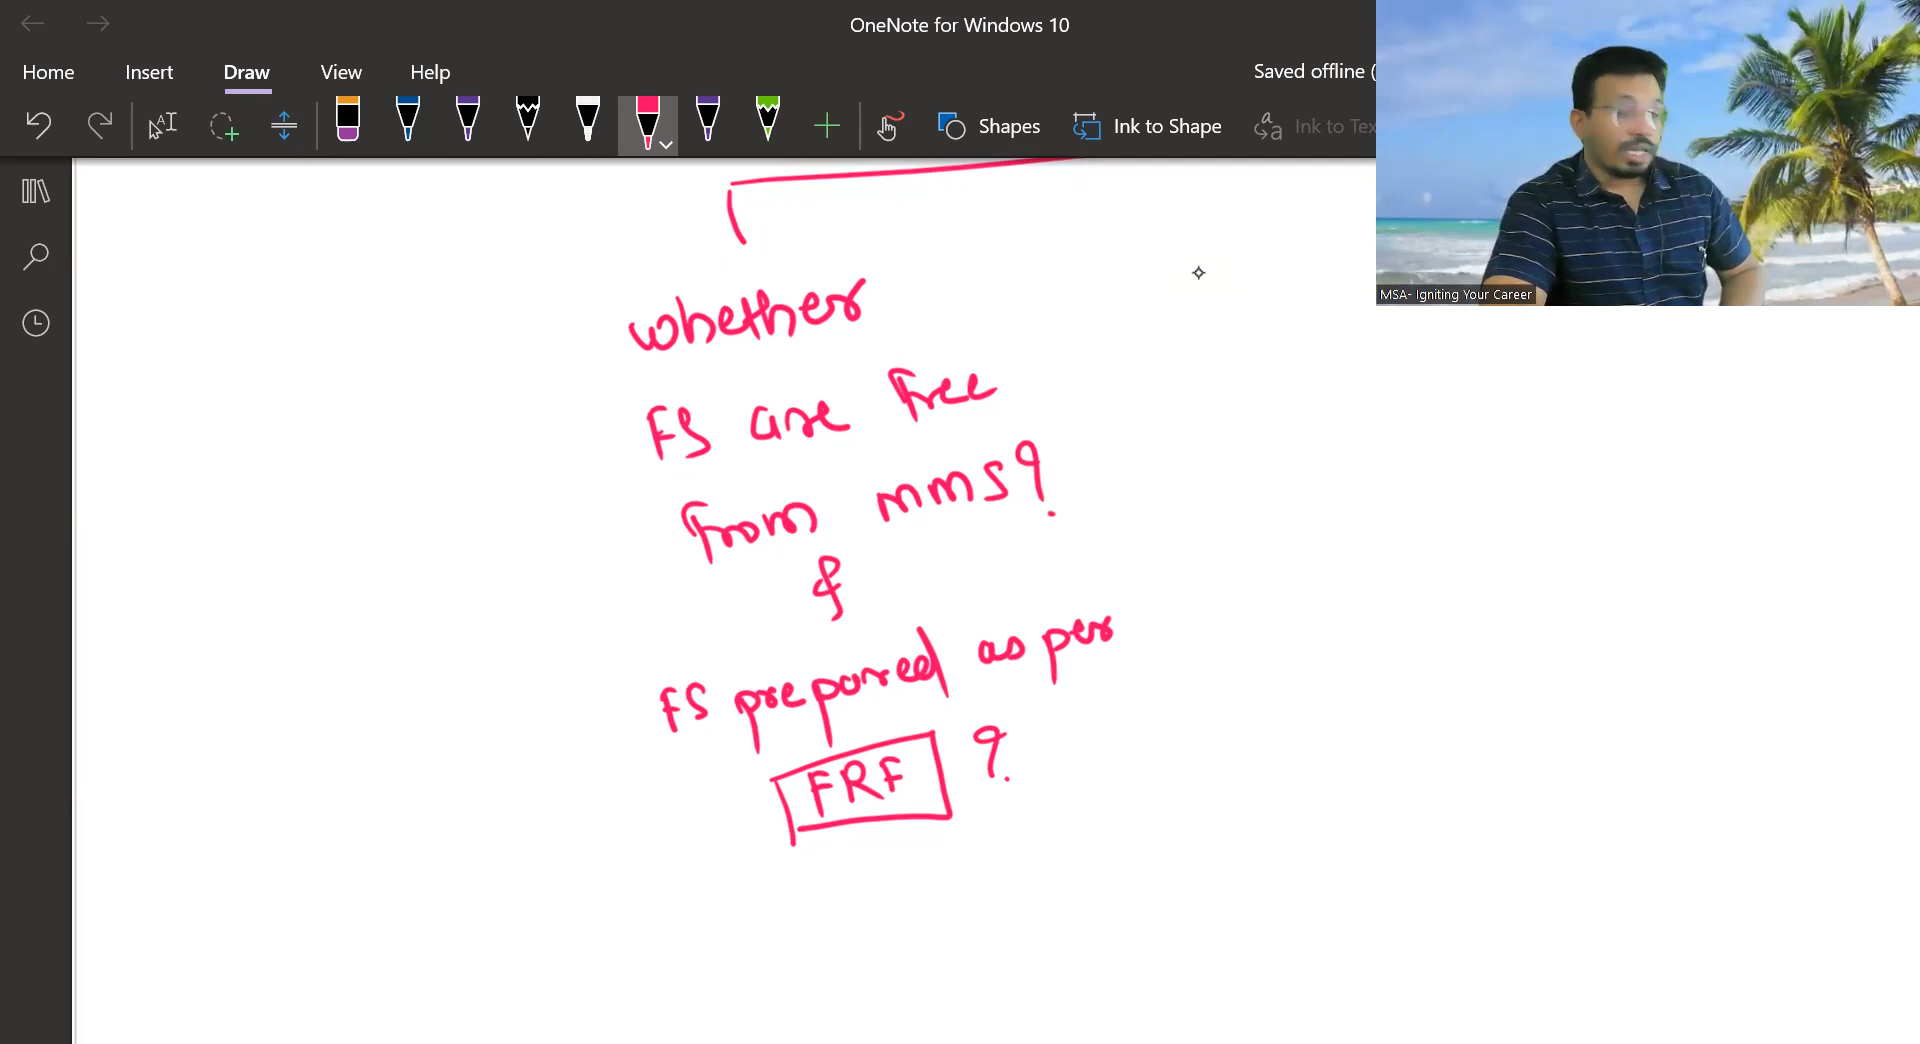 OneNote for Windows 10
Home Insert Draw View Help
Saved offline (
Shapes Ink to Shape Ink to Tex
MSA- Igniting Your Career
whether
FS are free
from mms?
&
FS prepared as per
FRF ?